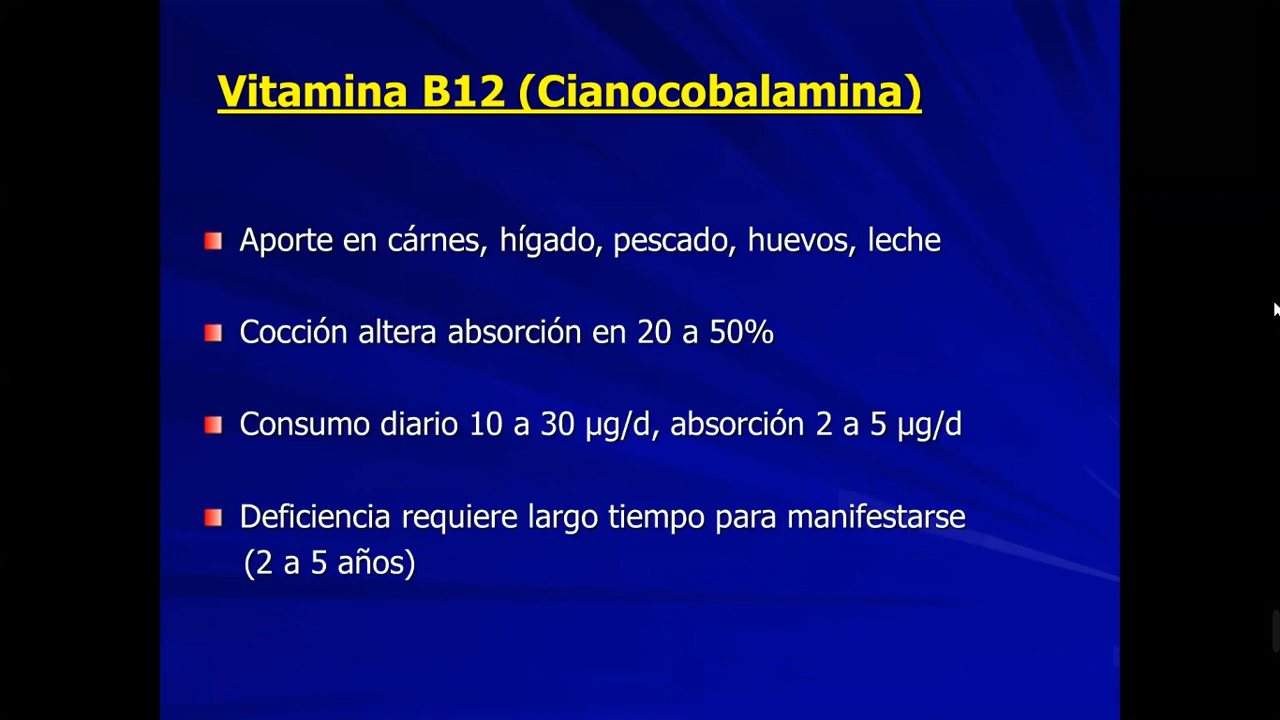 Vitamina B12 (Cianocobalamina)
Aporte en cárnes, hígado, pescado, huevos, leche
Cocción altera absorción en 20 a 50%
Consumo diario 10 a 30 µg/d, absorción 2 a 5 µg/d
Deficiencia requiere largo tiempo para manifestarse
(2 a 5 años)